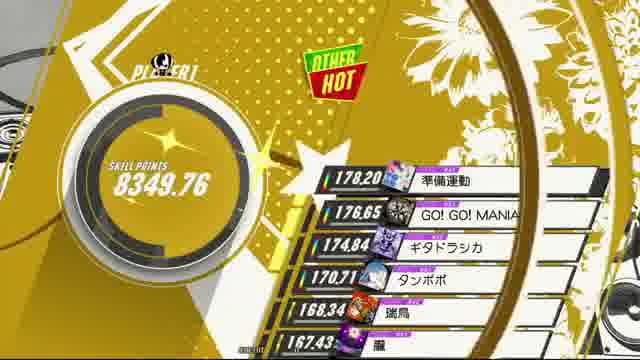 PLAYER1
OTHER
HOT
SKILL POINTS
8349.76
178,20 準備運動
176,65 GO! GO! MANIA
174,84 ギタドラシカ
170,71 タンポポ
168,34 瑞鳥
167,43 朧